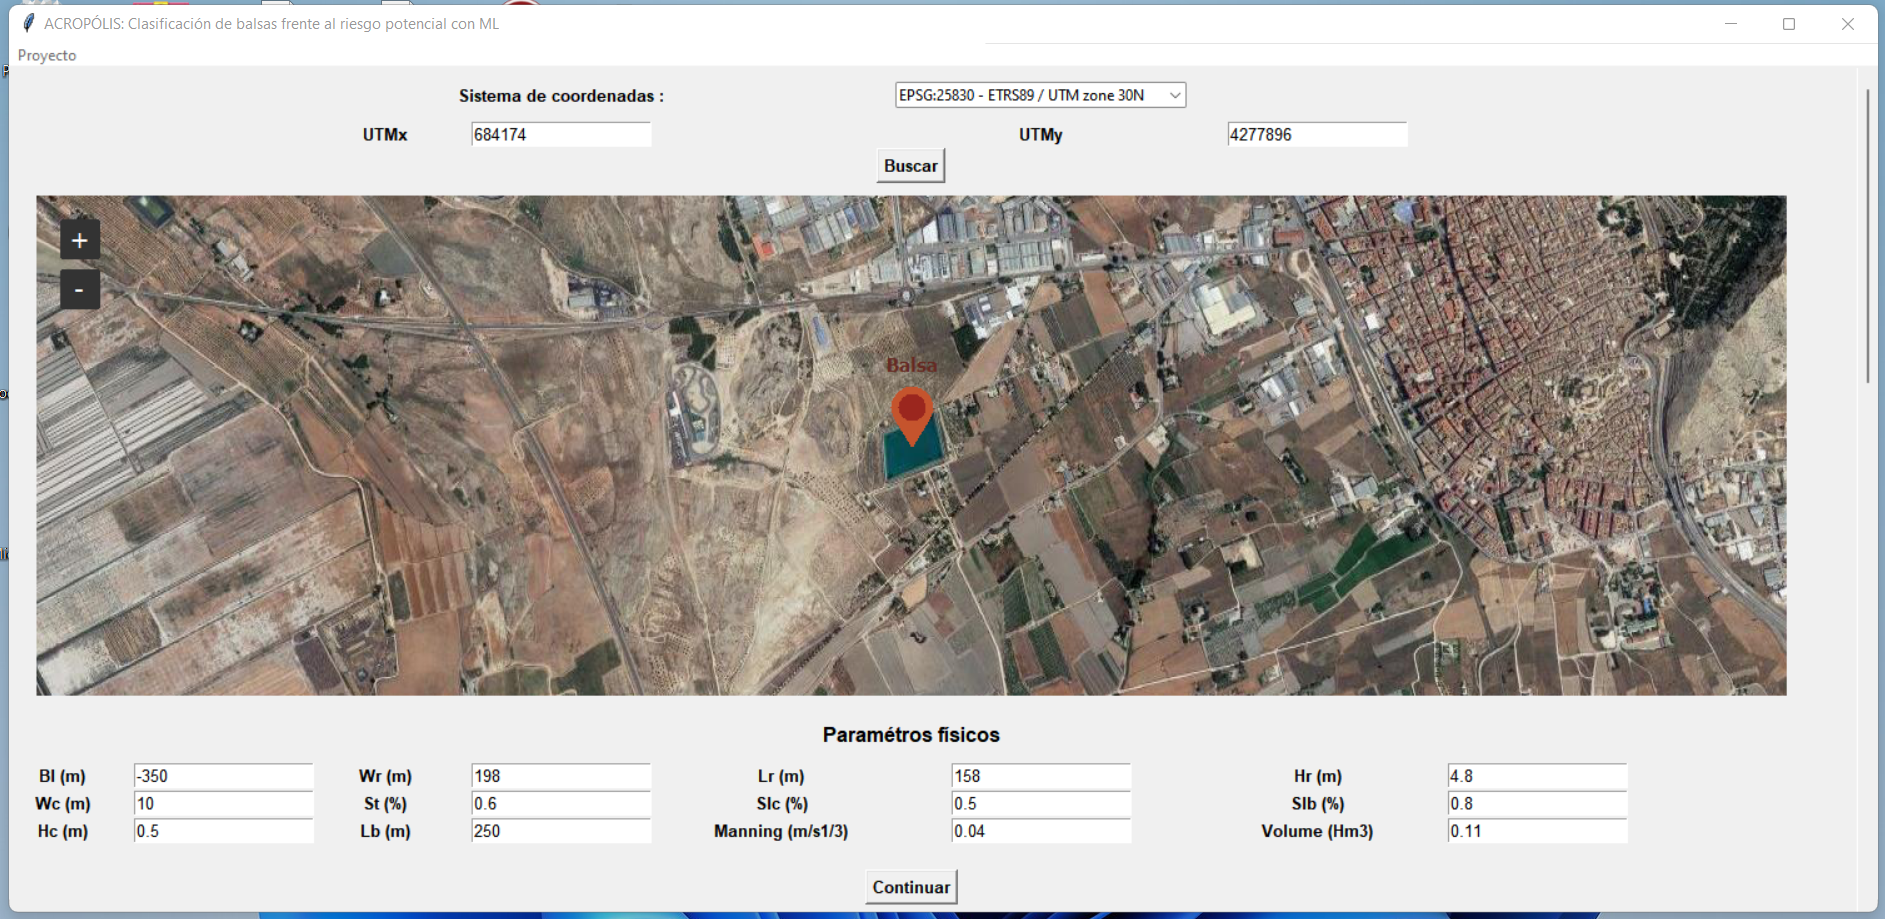 ACROPÓLIS: Clasificación de balsas frente al riesgo potencial con ML
Proyecto
Sistema de coordenadas : EPSG:25830 - ETRS89 / UTM zone 30N
UTMx 684174 UTMy 4277896
Buscar
+
-
Balsa
Paramétros físicos
Bl (m) -350 Wr (m) 198 Lr (m) 158 Hr (m) 4.8
Wc (m) 10 St (%) 0.6 Slc (%) 0.5 Slb (%) 0.8
Hc (m) 0.5 Lb (m) 250 Manning (m/s1/3) 0.04 Volume (Hm3) 0.11
Continuar